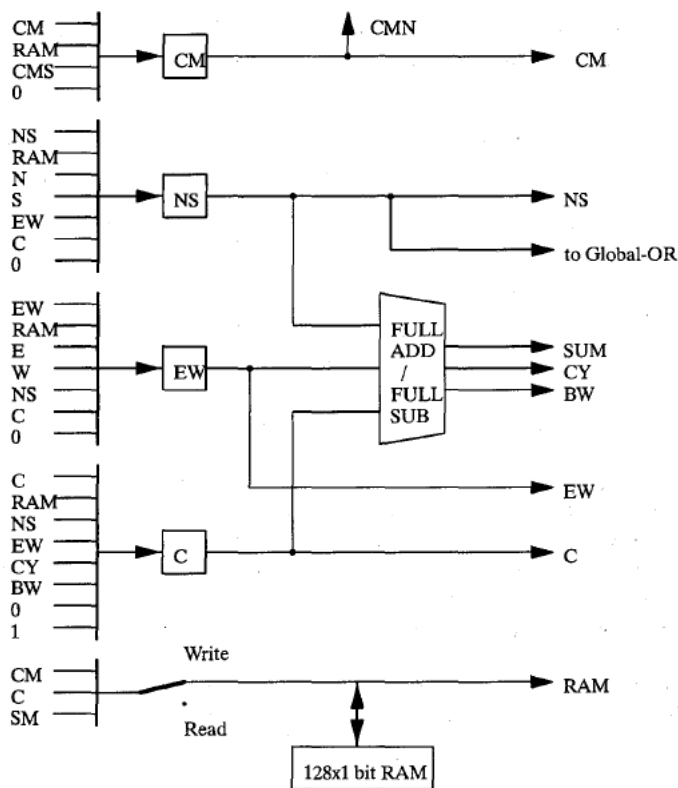 CM
RAM
CMS
0
CM
CMN
CM
NS
RAM
N
S
EW
C
0
NS
NS
to Global-OR
EW
RAM
E
W
NS
C
0
EW
FULL
ADD
/
FULL
SUB
SUM
CY
BW
EW
C
RAM
NS
EW
CY
BW
0
1
C
C
CM
C
SM
Write
Read
RAM
128x1 bit RAM